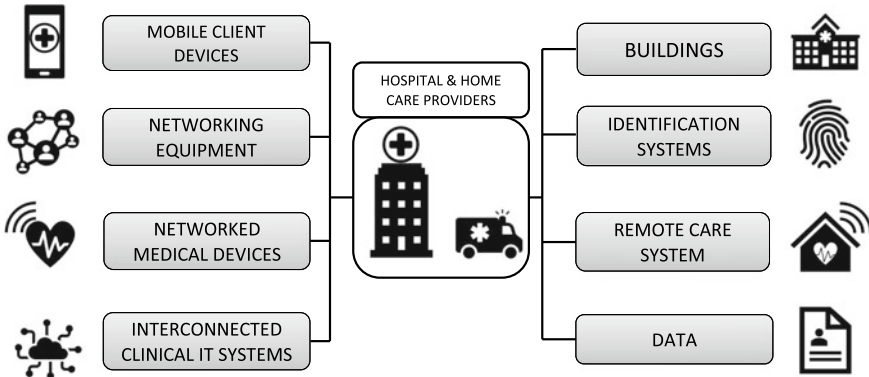 MOBILE CLIENT
DEVICES
NETWORKING
EQUIPMENT
NETWORKED
MEDICAL DEVICES
INTERCONNECTED
CLINICAL IT SYSTEMS
HOSPITAL & HOME
CARE PROVIDERS
BUILDINGS
IDENTIFICATION
SYSTEMS
REMOTE CARE
SYSTEM
DATA